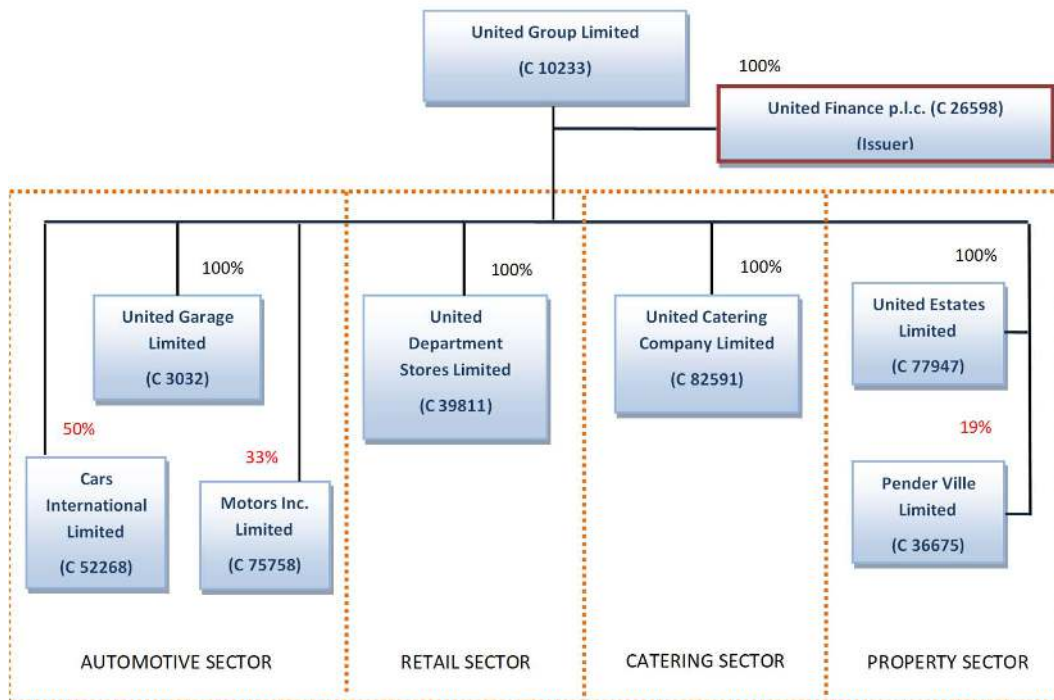 United Group Limited
(C 10233)
100%
United Finance p.l.c. (C 26598)
(Issuer)
100%
United Garage
Limited
(C 3032)
50%
Cars
International
Limited
(C 52268)
33%
Motors Inc.
Limited
(C 75758)
AUTOMOTIVE SECTOR
100%
United
Department
Stores Limited
(C 39811)
RETAIL SECTOR
100%
United Catering
Company Limited
(C 82591)
CATERING SECTOR
100%
United Estates
Limited
(C 77947)
19%
Pender Ville
Limited
(C 36675)
PROPERTY SECTOR